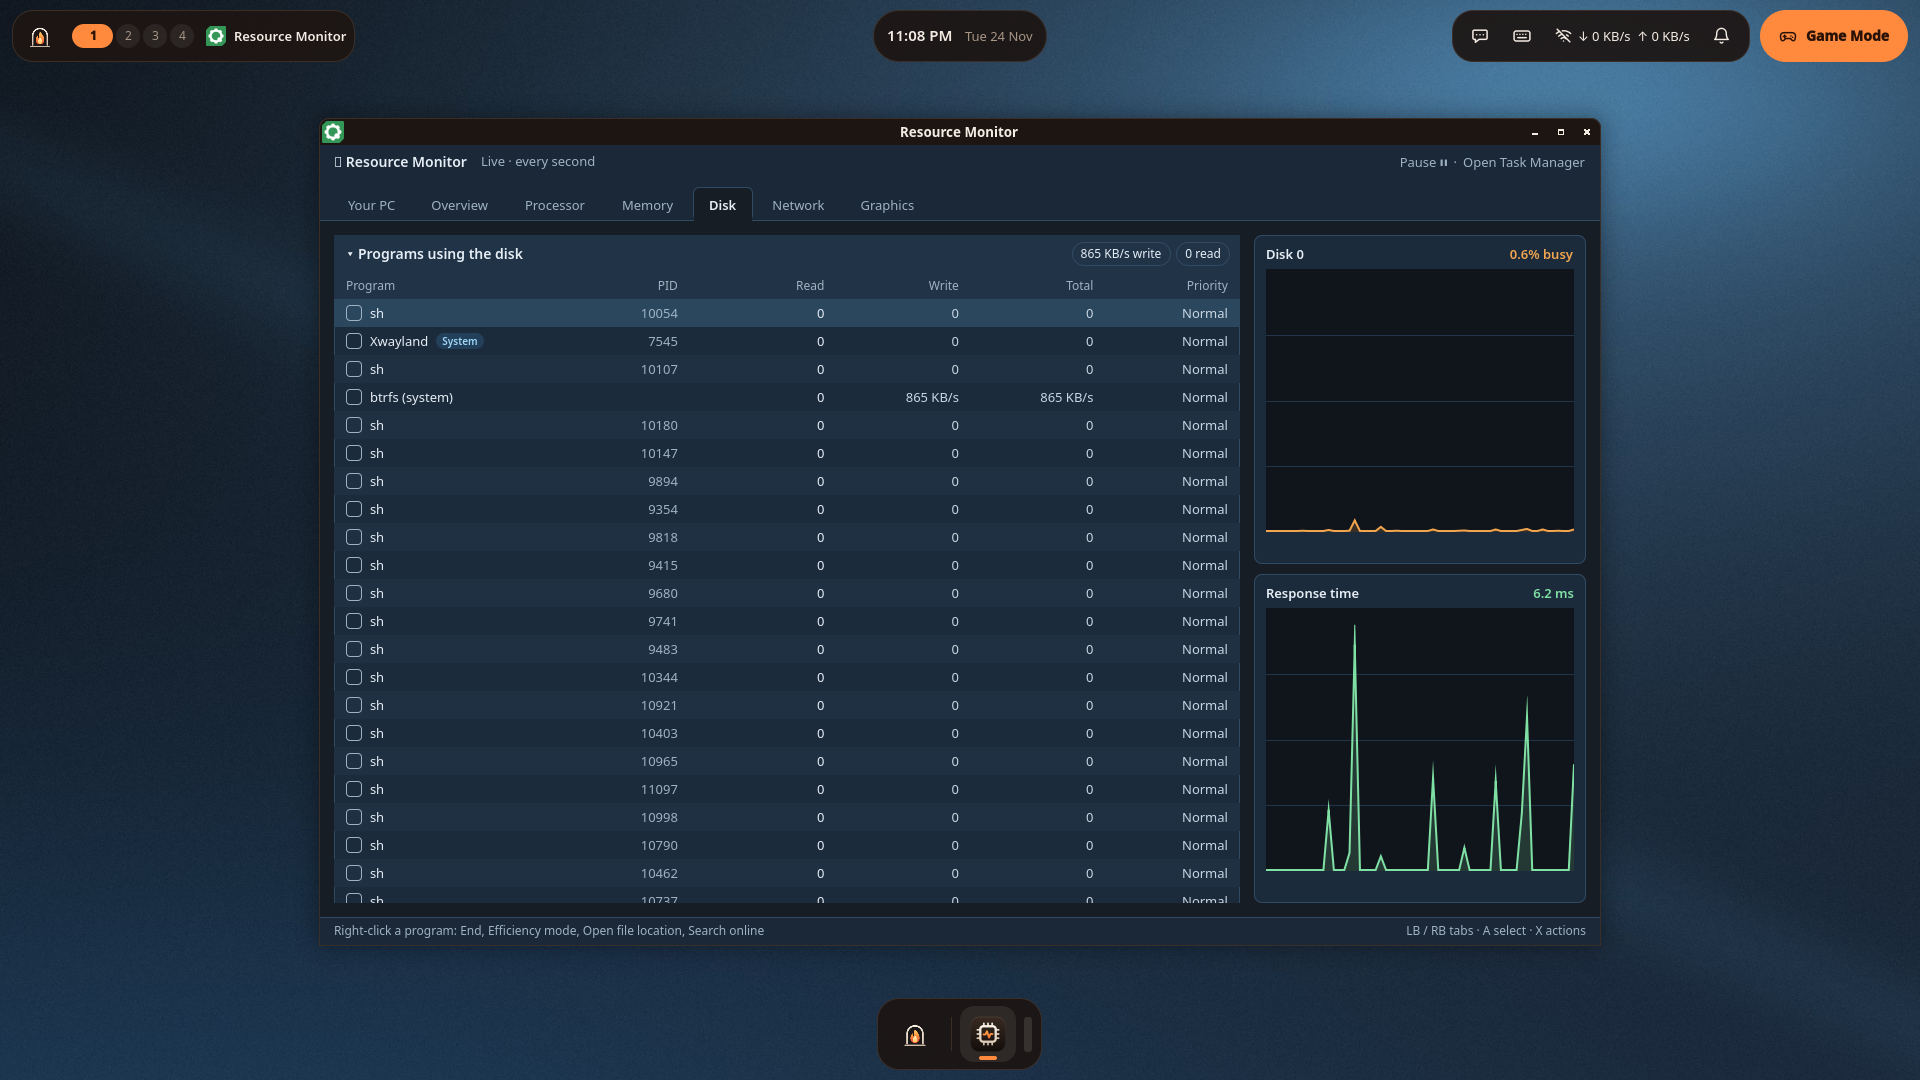 1 2 3 4 Resource Monitor
11:08 PM Tue 24 Nov
↓ 0 KB/s ↑ 0 KB/s
Game Mode
Resource Monitor
Resource Monitor Live · every second
Pause · Open Task Manager
Your PC Overview Processor Memory Disk Network Graphics
Programs using the disk 865 KB/s write 0 read
Program PID Read Write Total Priority
sh 10054 0 0 0 Normal
Xwayland System 7545 0 0 0 Normal
sh 10107 0 0 0 Normal
btrfs (system) 0 865 KB/s 865 KB/s Normal
sh 10180 0 0 0 Normal
sh 10147 0 0 0 Normal
sh 9894 0 0 0 Normal
sh 9354 0 0 0 Normal
sh 9818 0 0 0 Normal
sh 9415 0 0 0 Normal
sh 9680 0 0 0 Normal
sh 9741 0 0 0 Normal
sh 9483 0 0 0 Normal
sh 10344 0 0 0 Normal
sh 10921 0 0 0 Normal
sh 10403 0 0 0 Normal
sh 10965 0 0 0 Normal
sh 11097 0 0 0 Normal
sh 10998 0 0 0 Normal
sh 10790 0 0 0 Normal
sh 10462 0 0 0 Normal
sh 10737 0 0 0 Normal
Disk 0 0.6% busy
Response time 6.2 ms
Right-click a program: End, Efficiency mode, Open file location, Search online
LB / RB tabs · A select · X actions